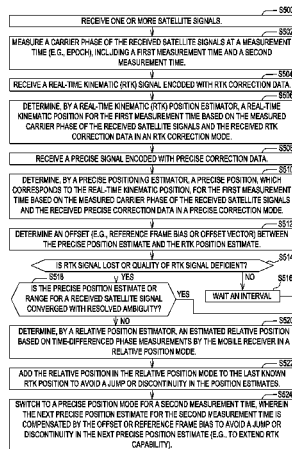 S500
RECEIVE ONE OR MORE SATELLITE SIGNALS.
S502
MEASURE A CARRIER PHASE OF THE RECEIVED SATELLITE SIGNALS AT A MEASUREMENT
TIME (E.G., EPOCH), INCLUDING A FIRST MEASUREMENT TIME AND A SECOND
MEASUREMENT TIME.
S504
RECEIVE A REAL-TIME KINEMATIC (RTK) SIGNAL ENCODED WITH RTK CORRECTION DATA.
S506
DETERMINE, BY A REAL-TIME KINEMATIC (RTK) POSITION ESTIMATOR, A REAL-TIME
KINEMATIC POSITION FOR THE FIRST MEASUREMENT TIME BASED ON THE MEASURED
CARRIER PHASE OF THE RECEIVED SATELLITE SIGNALS AND THE RECEIVED RTK
CORRECTION DATA IN AN RTK CORRECTION MODE.
S508
RECEIVE A PRECISE SIGNAL ENCODED WITH PRECISE CORRECTION DATA.
S510
DETERMINE, BY A PRECISE POSITIONING ESTIMATOR, A PRECISE POSITION, WHICH
CORRESPONDS TO THE REAL-TIME KINEMATIC POSITION, FOR THE FIRST MEASUREMENT
TIME BASED ON THE MEASURED CARRIER PHASE OF THE RECEIVED SATELLITE SIGNALS
AND THE RECEIVED PRECISE CORRECTION DATA IN A PRECISE CORRECTION MODE.
S512
DETERMINE AN OFFSET (E.G., REFERENCE FRAME BIAS OR OFFSET VECTOR) BETWEEN
THE PRECISE POSITION ESTIMATE AND THE RTK POSITION ESTIMATE.
S514
IS RTK SIGNAL LOST OR QUALITY OF RTK SIGNAL DEFICIENT?
S518
YES
NO
S516
IS THE PRECISE POSITION ESTIMATE OR
RANGE FOR A RECEIVED SATELLITE SIGNAL
CONVERGED WITH RESOLVED AMBIGUITY?
YES
WAIT AN INTERVAL
NO
S520
DETERMINE, BY A RELATIVE POSITION ESTIMATOR, AN ESTIMATED RELATIVE POSITION
BASED ON TIME-DIFFERENCED PHASE MEASUREMENTS BY THE MOBILE RECEIVER IN A
RELATIVE POSITION MODE.
S522
ADD THE RELATIVE POSITION IN THE RELATIVE POSITION MODE TO THE LAST KNOWN
RTK POSITION TO AVOID A JUMP OR DISCONTINUITY IN THE POSITION ESTIMATES.
S524
SWITCH TO A PRECISE POSITION MODE FOR A SECOND MEASUREMENT TIME, WHEREIN
THE NEXT PRECISE POSITION ESTIMATE FOR THE SECOND MEASUREMENT TIME IS
COMPENSATED BY THE OFFSET OR REFERENCE FRAME BIAS TO AVOID A JUMP OR
DISCONTINUITY IN THE NEXT PRECISE POSITION ESTIMATE (E.G., TO EXTEND RTK
CAPABILITY).